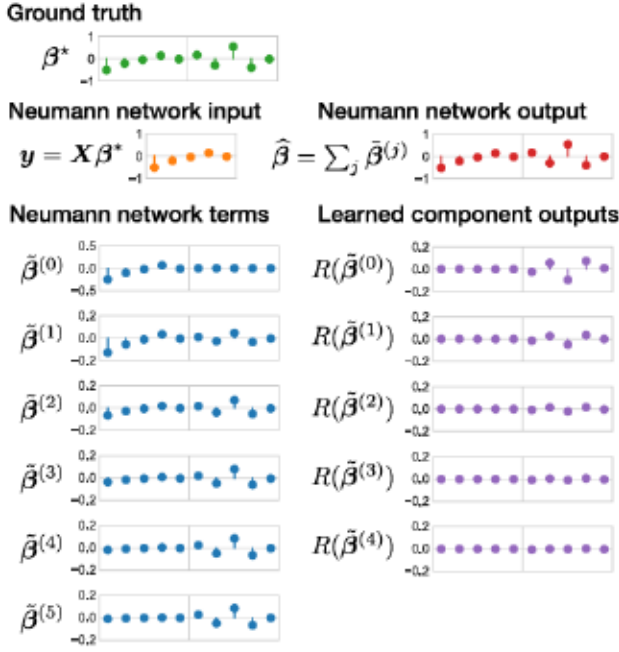 Ground truth
β* 1 0 −1
Neumann network input Neumann network output
y = Xβ* 1 0 −1 β̂ = ∑ⱼ β̃⁽ʲ⁾ 1 0 −1
Neumann network terms Learned component outputs
β̃⁽⁰⁾ 0.5 0.0 −0.5 R(β̃⁽⁰⁾) 0.2 0.0 −0.2
β̃⁽¹⁾ 0.2 0.0 −0.2 R(β̃⁽¹⁾) 0.2 0.0 −0.2
β̃⁽²⁾ 0.2 0.0 −0.2 R(β̃⁽²⁾) 0.2 0.0 −0.2
β̃⁽³⁾ 0.2 0.0 −0.2 R(β̃⁽³⁾) 0.2 0.0 −0.2
β̃⁽⁴⁾ 0.2 0.0 −0.2 R(β̃⁽⁴⁾) 0.2 0.0 −0.2
β̃⁽⁵⁾ 0.2 0.0 −0.2